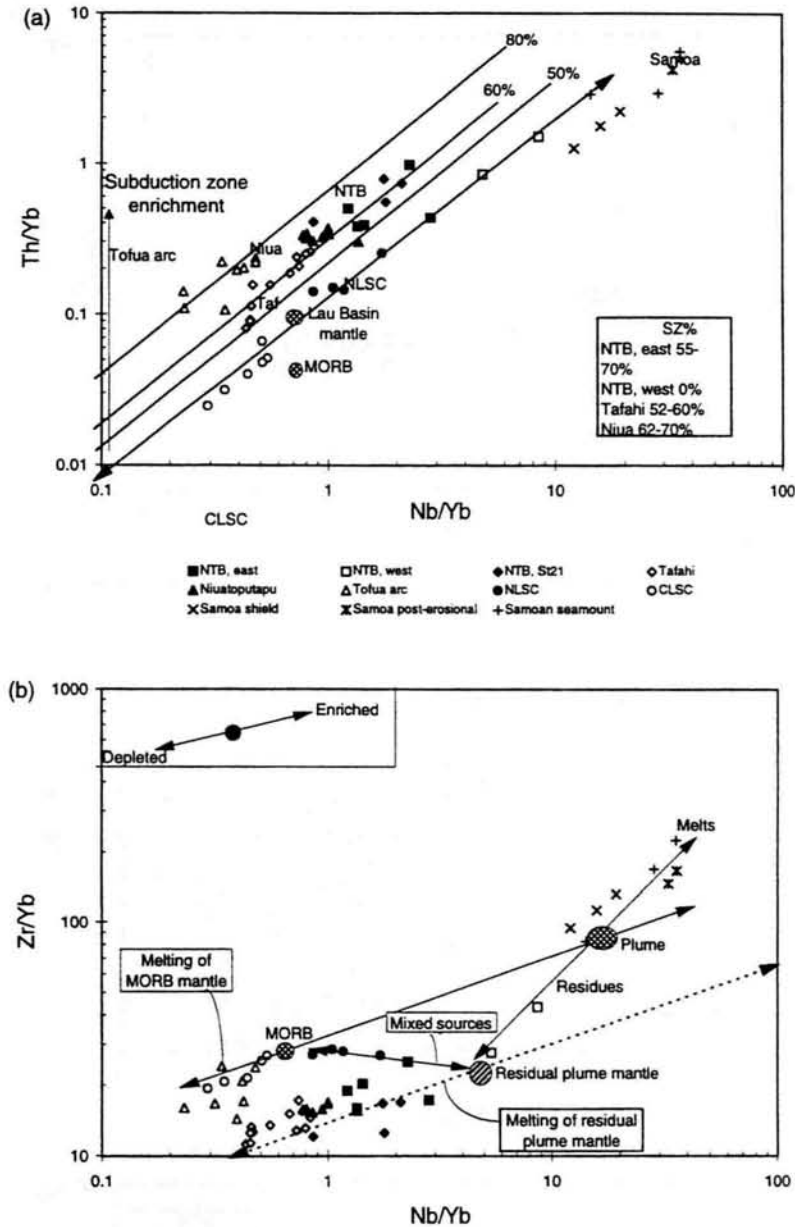 (a)
10
1
0.1
0.01
Th/Yb
80%
60%
50%
Samoa
Subduction zone
enrichment
Tofua arc
NTB
Niua
Taf
NLSC
Lau Basin
mantle
MORB
SZ%
NTB, east 55-
70%
NTB, west 0%
Tafahi 52-60%
Niua 62-70%
0.1
1
10
100
CLSC
Nb/Yb
NTB, east
NTB, west
NTB, St21
Tafahi
Niuatoputapu
Tofua arc
NLSC
CLSC
Samoa shield
Samoa post-erosional
Samoan seamount
(b)
1000
100
10
Zr/Yb
Enriched
Depleted
Melts
Plume
Melting of
MORB mantle
Residues
MORB
Mixed sources
Residual plume mantle
Melting of residual
plume mantle
0.1
1
10
100
Nb/Yb